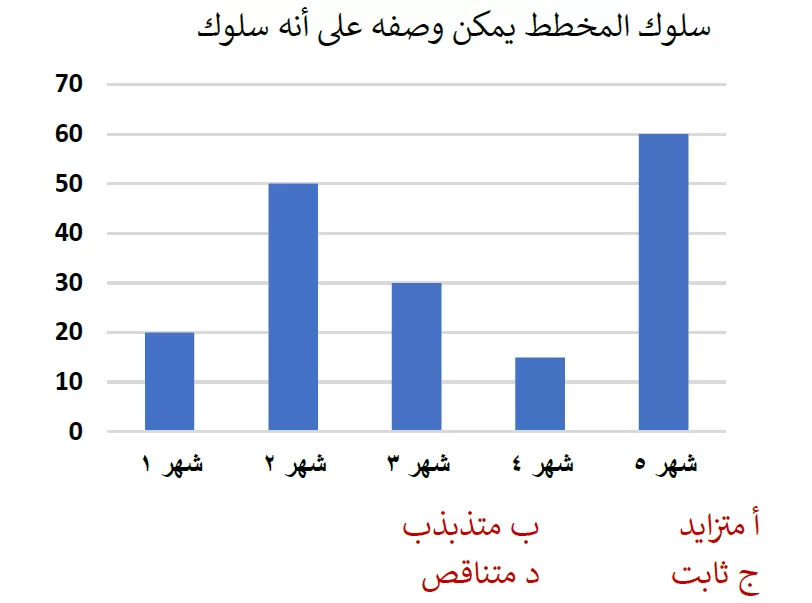 سلوك المخطط يمكن وصفه على أنه سلوك
70
60
50
40
30
20
10
0
شهر ١ شهر ٢ شهر ٣ شهر ٤ شهر ٥
أ متزايد ب متذبذب
ج ثابت د متناقص